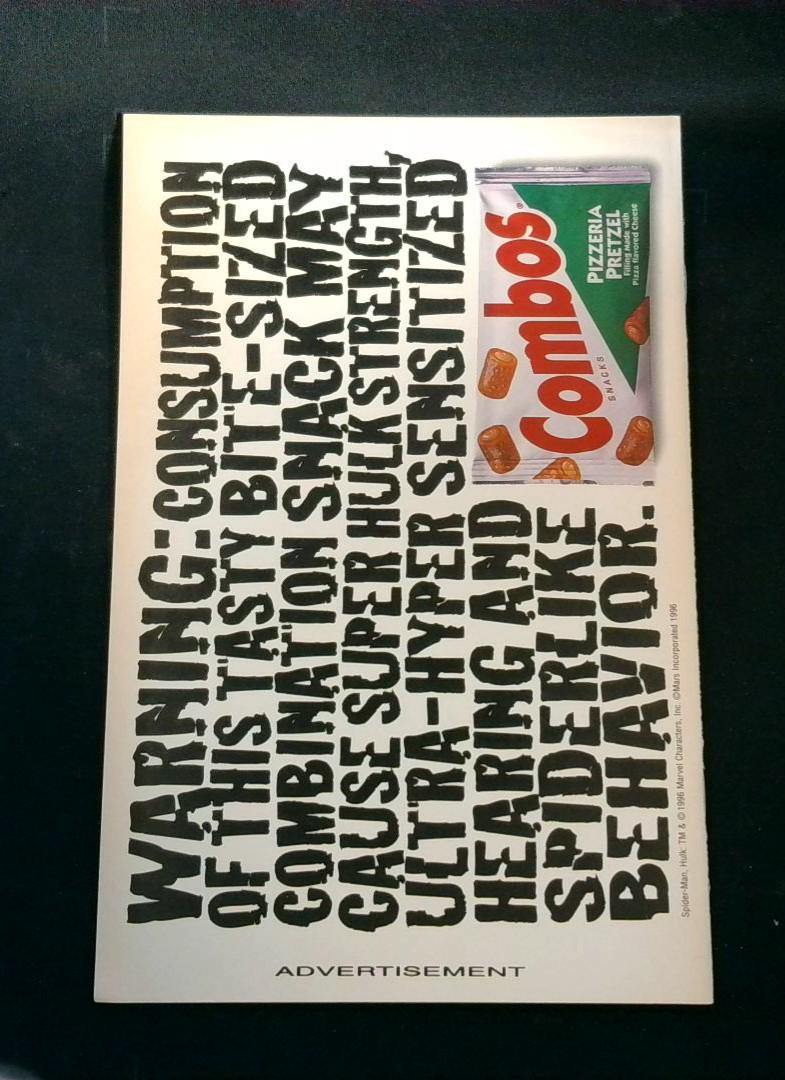 WARNING: CONSUMPTION
OF THIS TASTY BITE-SIZED
COMBINATION SNACK MAY
CAUSE SUPER HULK STRENGTH,
ULTRA-HYPER SENSITIZED
HEARING AND
SPIDERLIKE
BEHAVIOR.
Combos®
SNACKS
PIZZERIA
PRETZEL
Filling Made with
Pizza flavored Cheese
Spider-Man, Hulk: TM & © 1996 Marvel Characters, Inc. ©Mars Incorporated 1996
ADVERTISEMENT